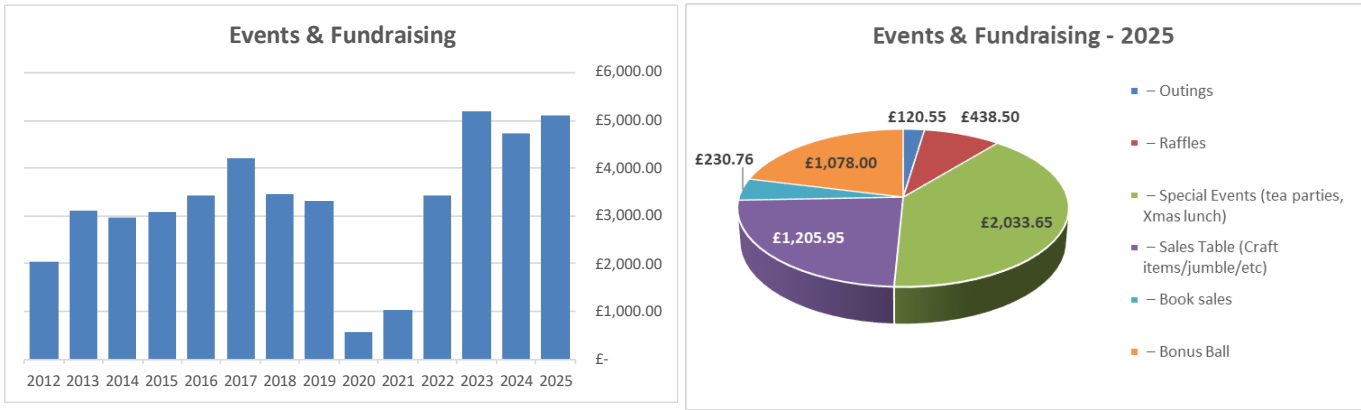 Events & Fundraising
£6,000.00
£5,000.00
£4,000.00
£3,000.00
£2,000.00
£1,000.00
£-
2012 2013 2014 2015 2016 2017 2018 2019 2020 2021 2022 2023 2024 2025
Events & Fundraising - 2025
£120.55 £438.50
£230.76
£1,078.00
£2,033.65
£1,205.95
– Outings
– Raffles
– Special Events (tea parties,
Xmas lunch)
– Sales Table (Craft
items/jumble/etc)
– Book sales
– Bonus Ball